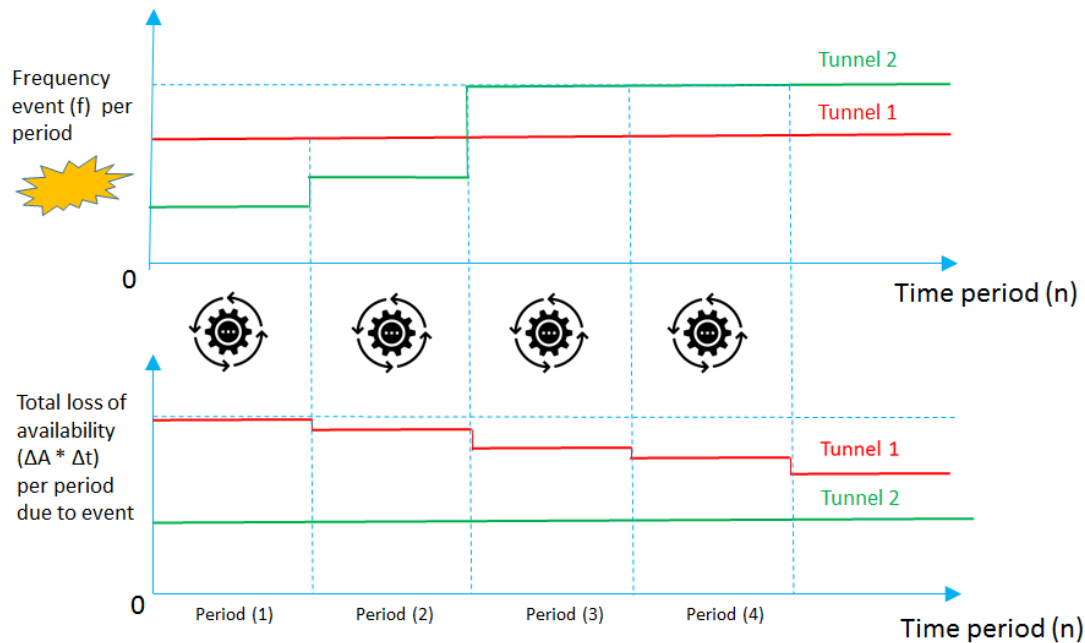 Tunnel 2
Frequency
event (f) per
period
Tunnel 1
0
Time period (n)
Total loss of
availability
(ΔA * Δt)
per period
due to event
Tunnel 1
Tunnel 2
0
Period (1)
Period (2)
Period (3)
Period (4)
Time period (n)